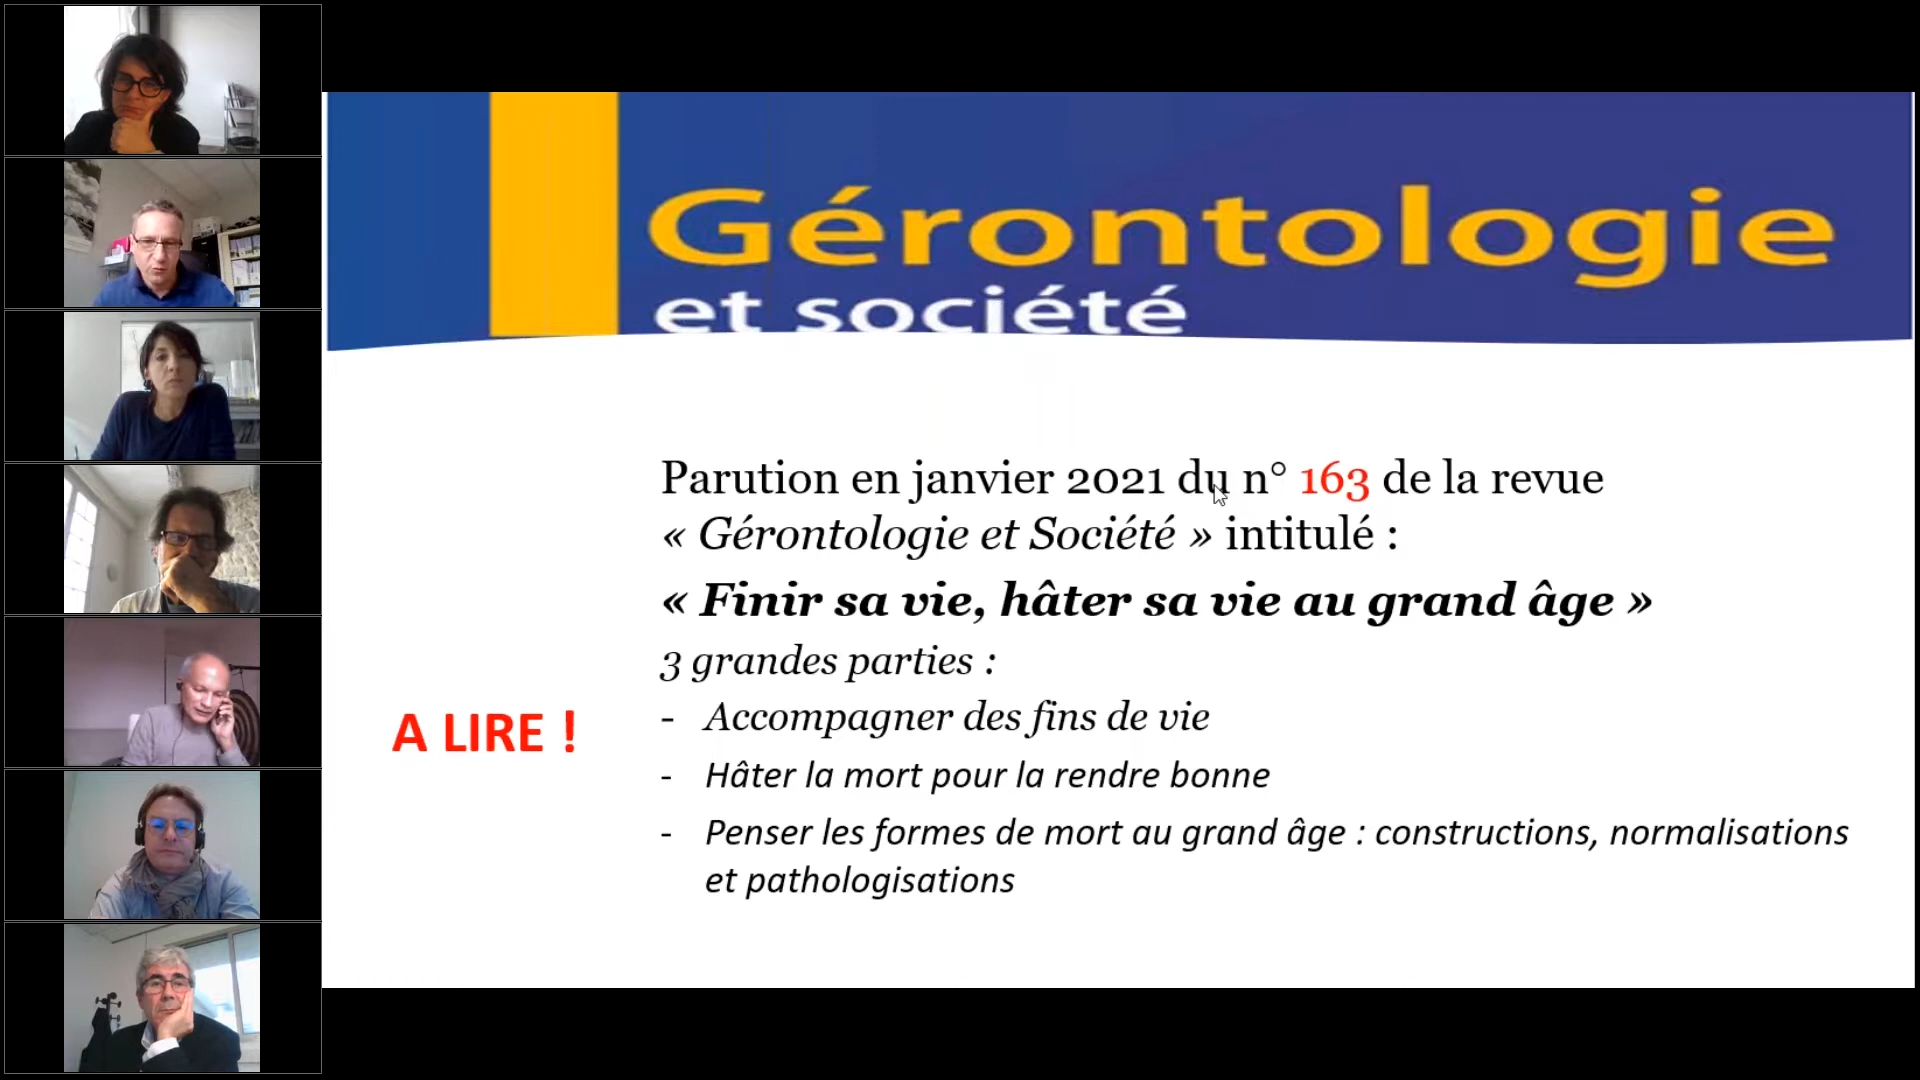 Gérontologie
et société
Parution en janvier 2021 du n° 163 de la revue
« Gérontologie et Société » intitulé :
« Finir sa vie, hâter sa vie au grand âge »
3 grandes parties :
A LIRE !
- Accompagner des fins de vie
- Hâter la mort pour la rendre bonne
- Penser les formes de mort au grand âge : constructions, normalisations
et pathologisations